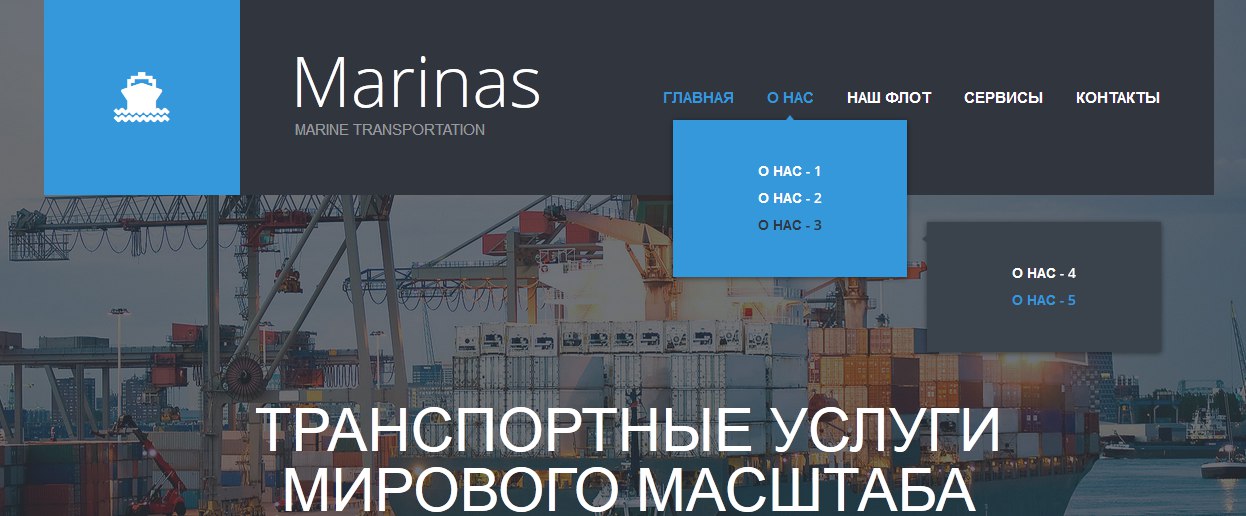 Marinas
MARINE TRANSPORTATION
ГЛАВНАЯ О НАС НАШ ФЛОТ СЕРВИСЫ КОНТАКТЫ
О НАС - 1
О НАС - 2
О НАС - 3
О НАС - 4
О НАС - 5
ТРАНСПОРТНЫЕ УСЛУГИ
МИРОВОГО МАСШТАБА